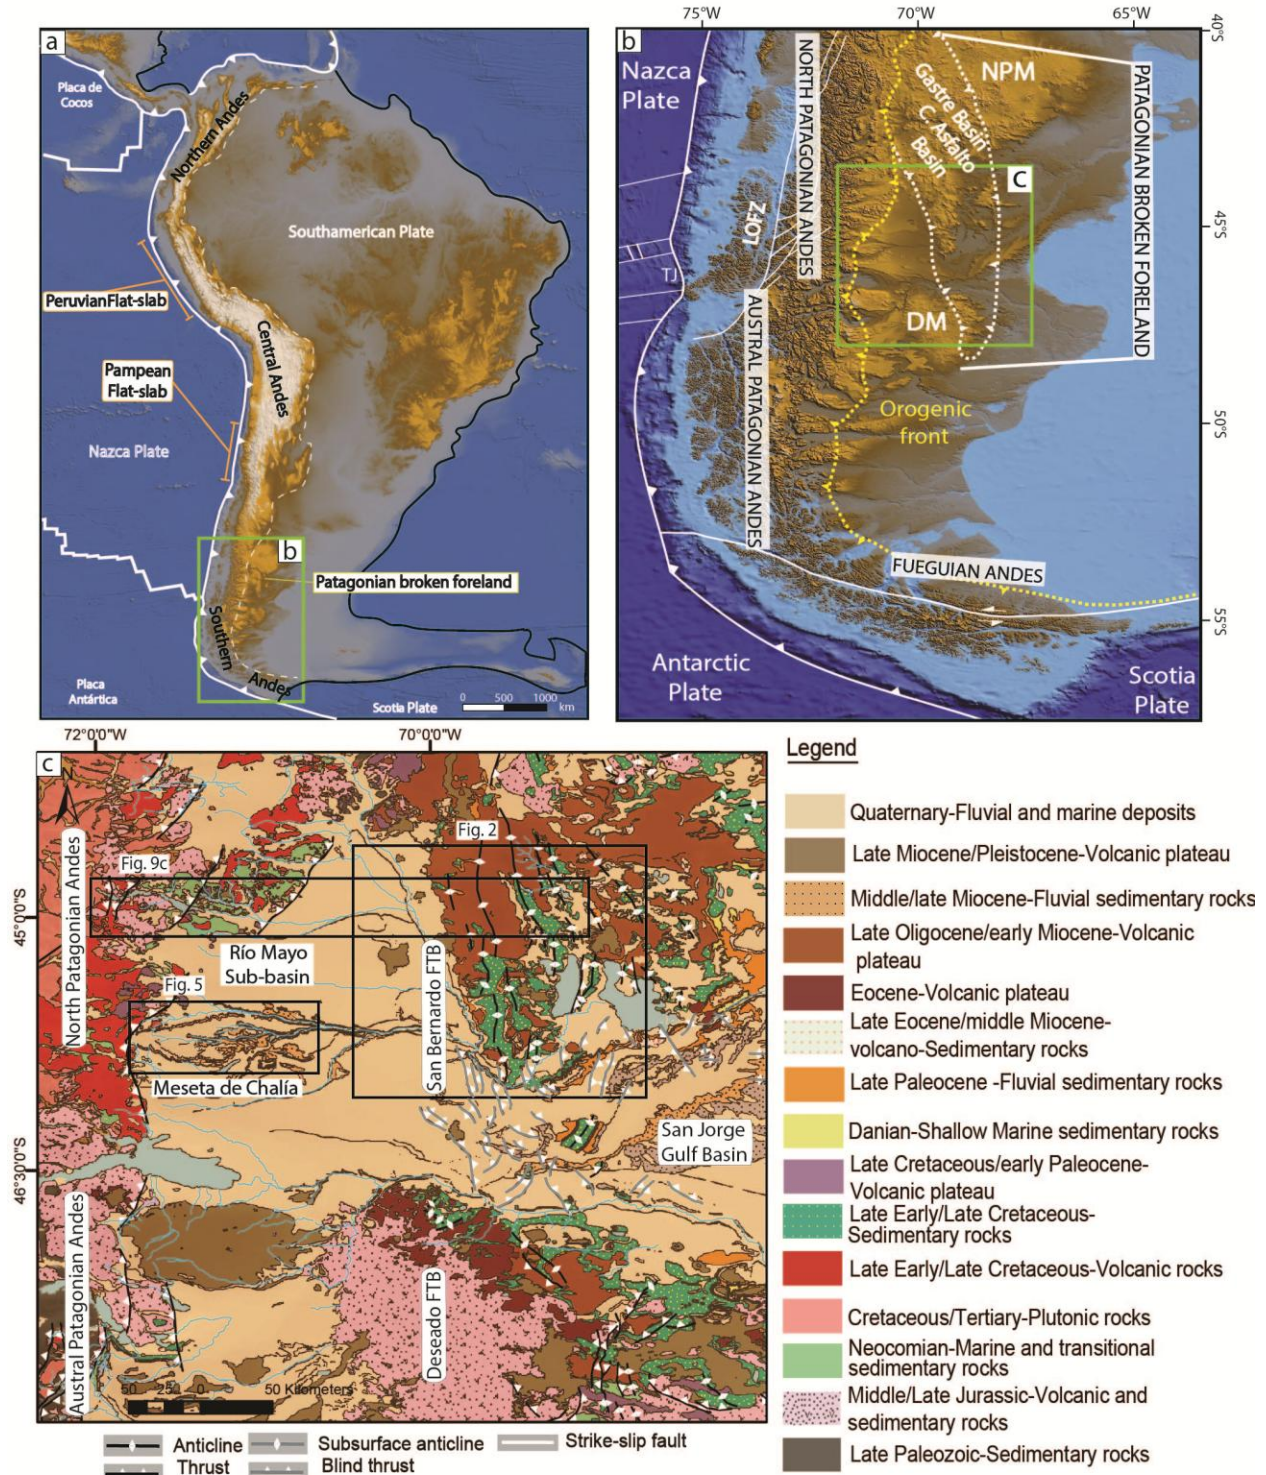 a
Placa de
Cocos
Northern Andes
Southamerican Plate
PeruvianFlat-slab
Central Andes
Pampean
Flat-slab
Nazca Plate
b
Patagonian broken foreland
Southern
Andes
Placa
Antártica
Scotia Plate
0 500 1000
km
75°W 70°W 65°W
40°S
45°S
50°S
55°S
b
Nazca
Plate
NORTH PATAGONIAN ANDES
NPM
Gastre Basin
C. Asfalto
Basin
PATAGONIAN BROKEN FORELAND
C
LOFZ
TJ
DM
AUSTRAL PATAGONIAN ANDES
Orogenic
front
FUEGUIAN ANDES
Antarctic
Plate
Scotia
Plate
72°0'0"W 70°0'0"W
45°0'S
46°30'S
c
N
North Patagonian Andes
Fig. 2
Fig. 9c
Río Mayo
Sub-basin
San Bernardo FTB
Fig. 5
Meseta de Chalía
San Jorge
Gulf Basin
Austral Patagonian Andes
Deseado FTB
50 250 0 50 Kilometers
Legend
Quaternary-Fluvial and marine deposits
Late Miocene/Pleistocene-Volcanic plateau
Middle/late Miocene-Fluvial sedimentary rocks
Late Oligocene/early Miocene-Volcanic
plateau
Eocene-Volcanic plateau
Late Eocene/middle Miocene-
volcano-Sedimentary rocks
Late Paleocene -Fluvial sedimentary rocks
Danian-Shallow Marine sedimentary rocks
Late Cretaceous/early Paleocene-
Volcanic plateau
Late Early/Late Cretaceous-
Sedimentary rocks
Late Early/Late Cretaceous-Volcanic rocks
Cretaceous/Tertiary-Plutonic rocks
Neocomian-Marine and transitional
sedimentary rocks
Middle/Late Jurassic-Volcanic and
sedimentary rocks
Late Paleozoic-Sedimentary rocks
Anticline
Subsurface anticline
Strike-slip fault
Thrust
Blind thrust